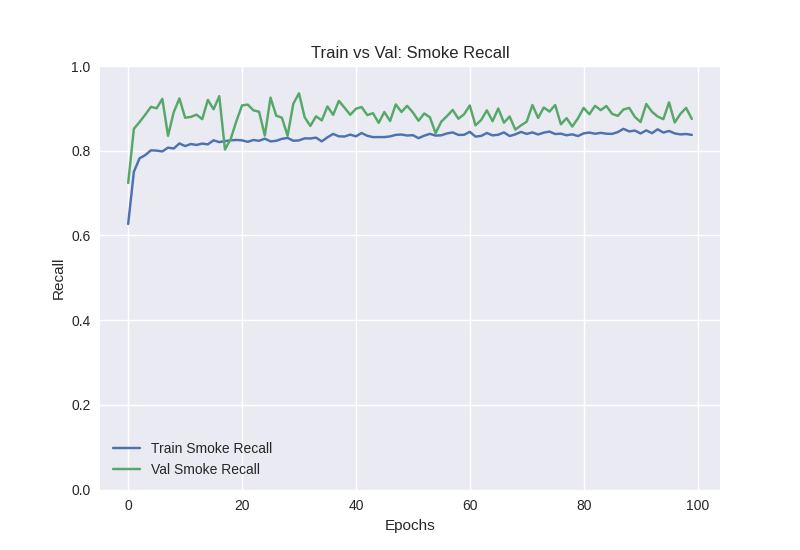 Train vs Val: Smoke Recall
1.0
0.8
0.6
0.4
0.2
0.0
Recall
Train Smoke Recall
Val Smoke Recall
0 20 40 60 80 100
Epochs